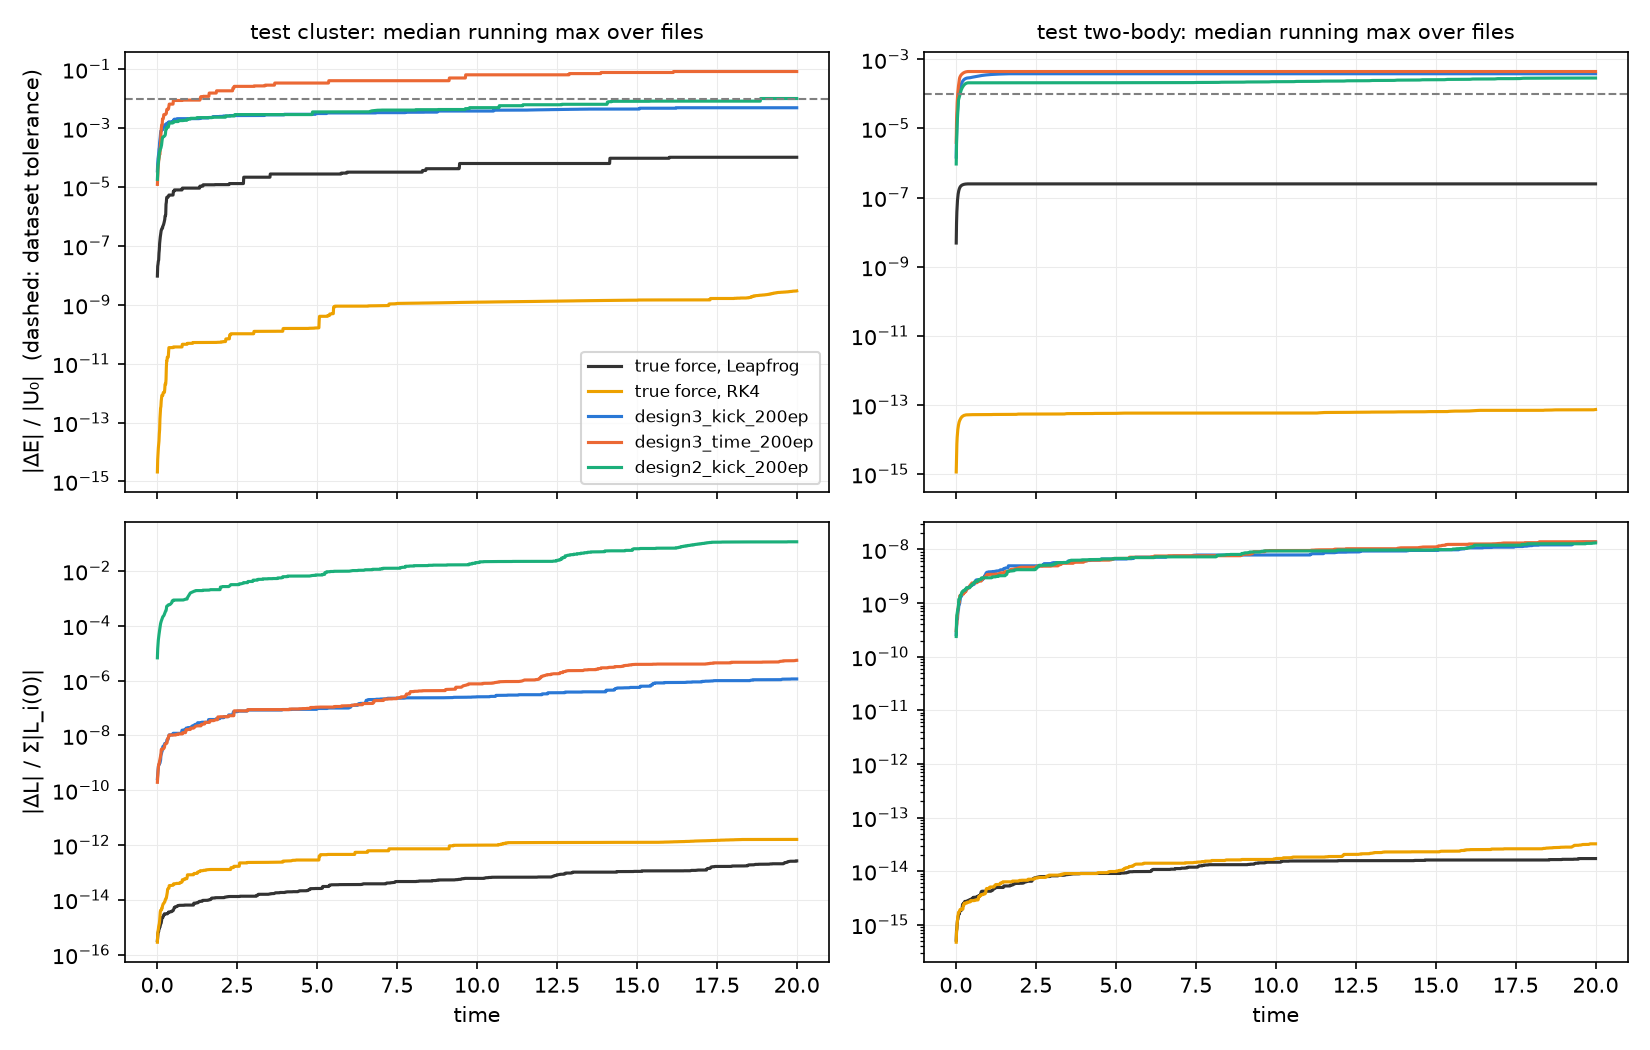 test cluster: median running max over files
test two-body: median running max over files
|ΔE| / |U₀|  (dashed: dataset tolerance)
10⁻¹
10⁻³
10⁻⁵
10⁻⁷
10⁻⁹
10⁻¹¹
10⁻¹³
10⁻¹⁵
true force, Leapfrog
true force, RK4
design3_kick_200ep
design3_time_200ep
design2_kick_200ep
10⁻³
10⁻⁵
10⁻⁷
10⁻⁹
10⁻¹¹
10⁻¹³
10⁻¹⁵
|ΔL| / Σ|L_i(0)|
10⁻²
10⁻⁴
10⁻⁶
10⁻⁸
10⁻¹⁰
10⁻¹²
10⁻¹⁴
10⁻¹⁶
0.0 2.5 5.0 7.5 10.0 12.5 15.0 17.5 20.0
time
10⁻⁸
10⁻⁹
10⁻¹⁰
10⁻¹¹
10⁻¹²
10⁻¹³
10⁻¹⁴
10⁻¹⁵
0.0 2.5 5.0 7.5 10.0 12.5 15.0 17.5 20.0
time